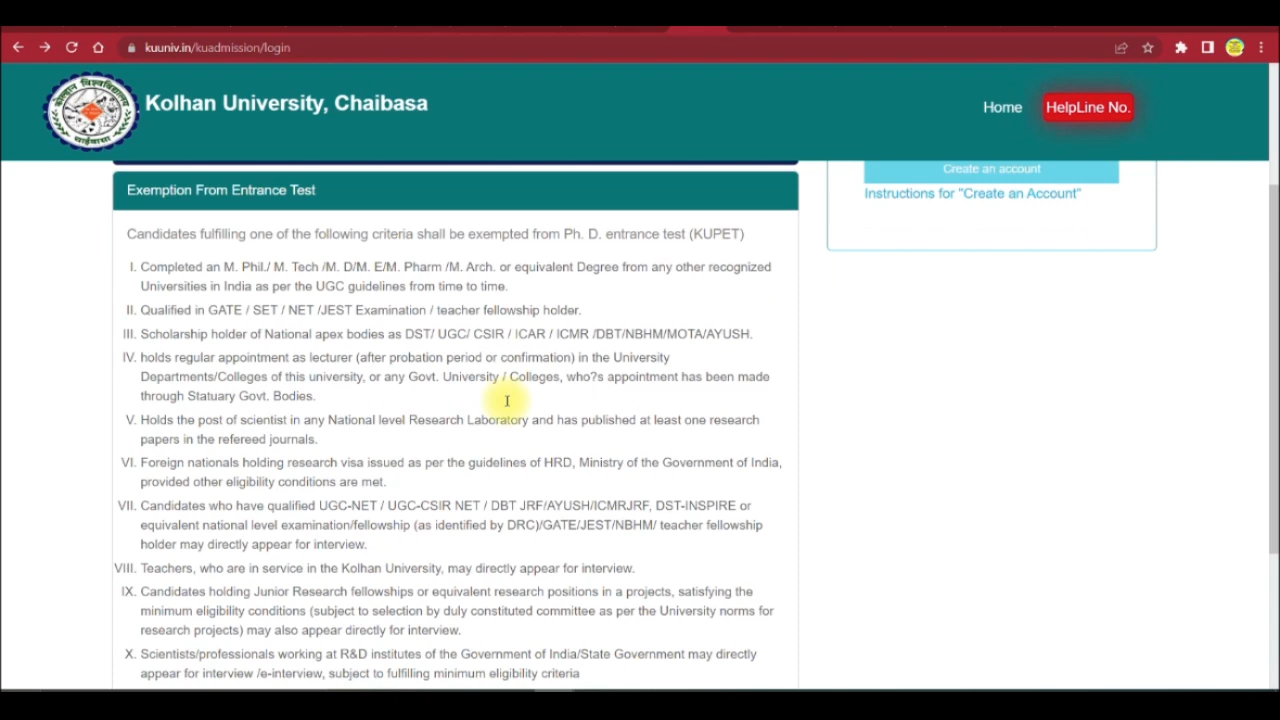 kuuniv.in/kuadmission/login
Kolhan University, Chaibasa
Home
HelpLine No.
Create an account
Instructions for "Create an Account"
Exemption From Entrance Test
Candidates fulfilling one of the following criteria shall be exempted from Ph. D. entrance test (KUPET)
I. Completed an M. Phil./ M. Tech /M. D/M. E/M. Pharm /M. Arch. or equivalent Degree from any other recognized
Universities in India as per the UGC guidelines from time to time.
II. Qualified in GATE / SET / NET /JEST Examination / teacher fellowship holder.
III. Scholarship holder of National apex bodies as DST/ UGC/ CSIR / ICAR / ICMR /DBT/NBHM/MOTA/AYUSH.
IV. holds regular appointment as lecturer (after probation period or confirmation) in the University
Departments/Colleges of this university, or any Govt. University / Colleges, who?s appointment has been made
through Statuary Govt. Bodies.
V. Holds the post of scientist in any National level Research Laboratory and has published at least one research
papers in the refereed journals.
VI. Foreign nationals holding research visa issued as per the guidelines of HRD, Ministry of the Government of India,
provided other eligibility conditions are met.
VII. Candidates who have qualified UGC-NET / UGC-CSIR NET / DBT JRF/AYUSH/ICMRJRF, DST-INSPIRE or
equivalent national level examination/fellowship (as identified by DRC)/GATE/JEST/NBHM/ teacher fellowship
holder may directly appear for interview.
VIII. Teachers, who are in service in the Kolhan University, may directly appear for interview.
IX. Candidates holding Junior Research fellowships or equivalent research positions in a projects, satisfying the
minimum eligibility conditions (subject to selection by duly constituted committee as per the University norms for
research projects) may also appear directly for interview.
X. Scientists/professionals working at R&D institutes of the Government of India/State Government may directly
appear for interview /e-interview, subject to fulfilling minimum eligibility criteria